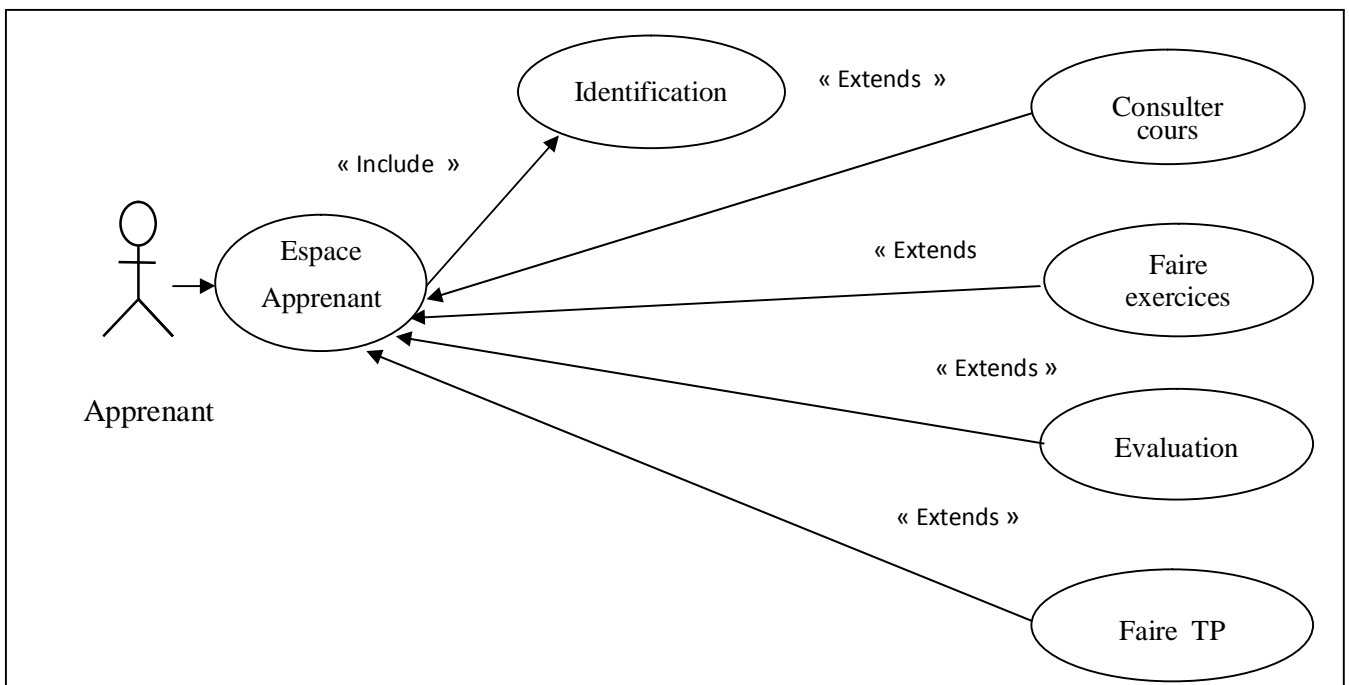 Identification
« Extends  »
Consulter
cours
« Include  »
Espace
Apprenant
« Extends
Faire
exercices
« Extends »
Apprenant
Evaluation
« Extends »
Faire  TP